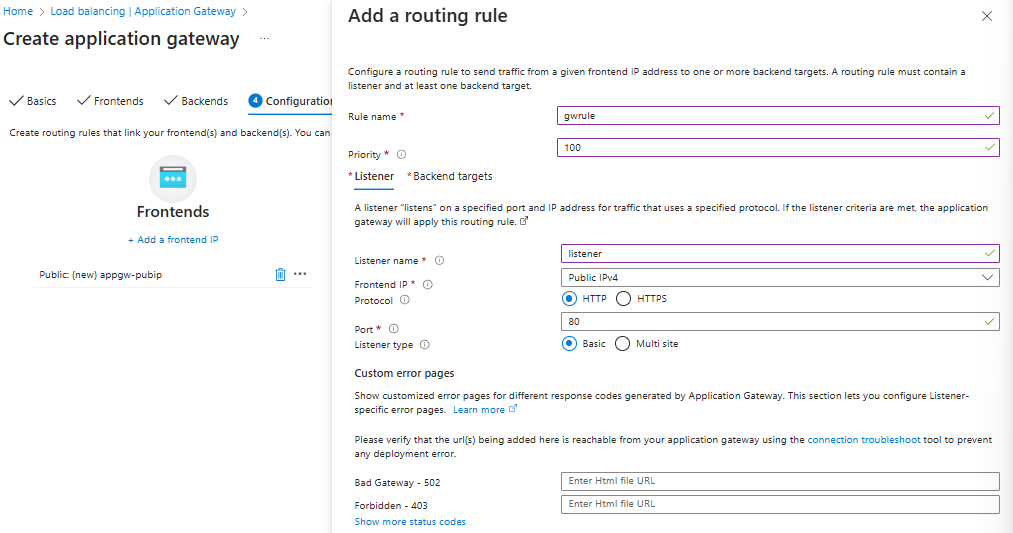 Home > Load balancing | Application Gateway >
Create application gateway ...
Basics Frontends Backends 4 Configuration
Create routing rules that link your frontend(s) and backend(s). You can
Frontends
+ Add a frontend IP
Public: (new) appgw-pubip
Add a routing rule
Configure a routing rule to send traffic from a given frontend IP address to one or more backend targets. A routing rule must contain a
listener and at least one backend target.
Rule name * gwrule
Priority * 100
* Listener * Backend targets
A listener “listens” on a specified port and IP address for traffic that uses a specified protocol. If the listener criteria are met, the application
gateway will apply this routing rule.
Listener name * listener
Frontend IP * Public IPv4
Protocol HTTP HTTPS
Port * 80
Listener type Basic Multi site
Custom error pages
Show customized error pages for different response codes generated by Application Gateway. This section lets you configure Listener-
specific error pages. Learn more
Please verify that the url(s) being added here is reachable from your application gateway using the connection troubleshoot tool to prevent
any deployment error.
Bad Gateway - 502 Enter Html file URL
Forbidden - 403 Enter Html file URL
Show more status codes